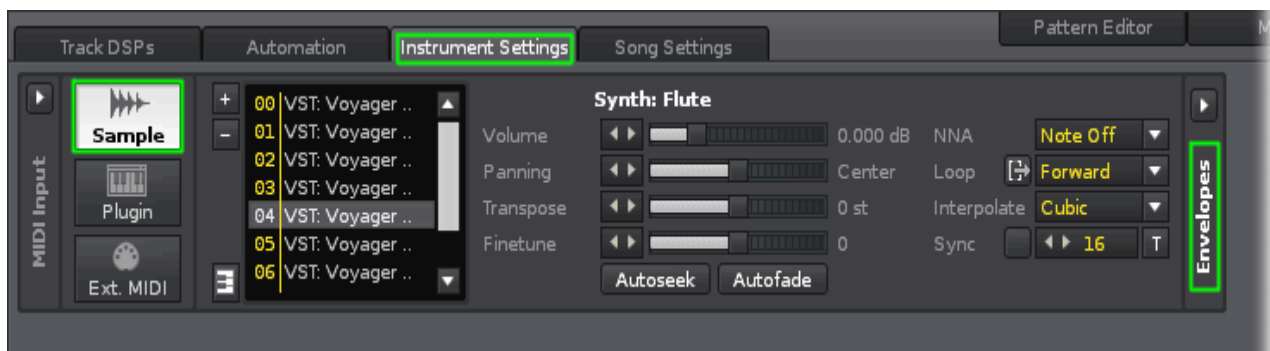 Pattern Editor
M
Track DSPs
Automation
Instrument Settings
Song Settings
MIDI Input
Sample
Plugin
Ext. MIDI
+
-
00 VST: Voyager ..
01 VST: Voyager ..
02 VST: Voyager ..
03 VST: Voyager ..
04 VST: Voyager ..
05 VST: Voyager ..
06 VST: Voyager ..
Synth: Flute
Volume 0.000 dB
Panning Center
Transpose 0 st
Finetune 0
Autoseek Autofade
NNA Note Off
Loop Forward
Interpolate Cubic
Sync 16 T
Envelopes